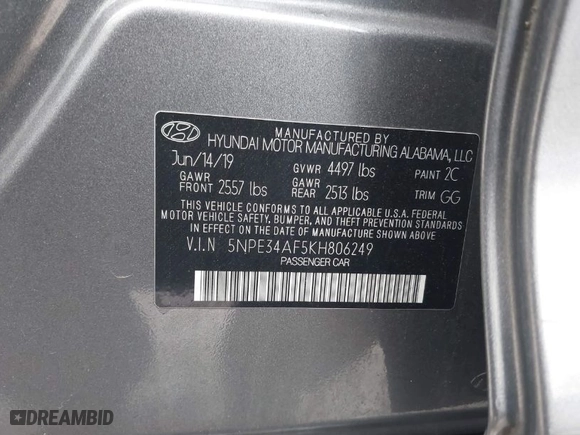 MANUFACTURED BY
HYUNDAI MOTOR MANUFACTURING ALABAMA, LLC
Jun/14/19 GVWR 4497 lbs PAINT 2C
GAWR FRONT 2557 lbs GAWR REAR 2513 lbs TRIM GG
THIS VEHICLE CONFORMS TO ALL APPLICABLE U.S.A. FEDERAL
MOTOR VEHICLE SAFETY, BUMPER, AND THEFT PREVENTION
STANDARDS IN EFFECT ON THE DATE OF MANUFACTURE SHOWN ABOVE.
V.I.N 5NPE34AF5KH806249
PASSENGER CAR
DREAMBID